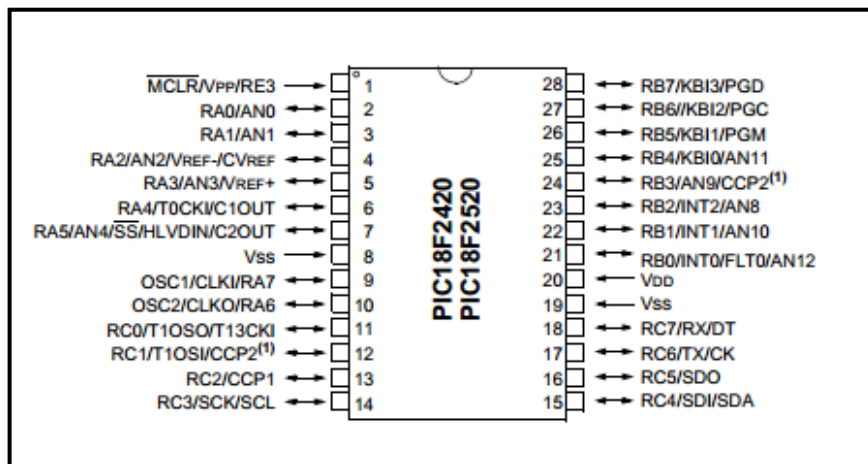 MCLR/VPP/RE3 1
RA0/AN0 2
RA1/AN1 3
RA2/AN2/VREF-/CVREF 4
RA3/AN3/VREF+ 5
RA4/T0CKI/C1OUT 6
RA5/AN4/SS/HLVDIN/C2OUT 7
VSS 8
OSC1/CLKI/RA7 9
OSC2/CLKO/RA6 10
RC0/T1OSO/T13CKI 11
RC1/T1OSI/CCP2(1) 12
RC2/CCP1 13
RC3/SCK/SCL 14
PIC18F2420
PIC18F2520
28 RB7/KBI3/PGD
27 RB6//KBI2/PGC
26 RB5/KBI1/PGM
25 RB4/KBI0/AN11
24 RB3/AN9/CCP2(1)
23 RB2/INT2/AN8
22 RB1/INT1/AN10
21 RB0/INT0/FLT0/AN12
20 VDD
19 VSS
18 RC7/RX/DT
17 RC6/TX/CK
16 RC5/SDO
15 RC4/SDI/SDA